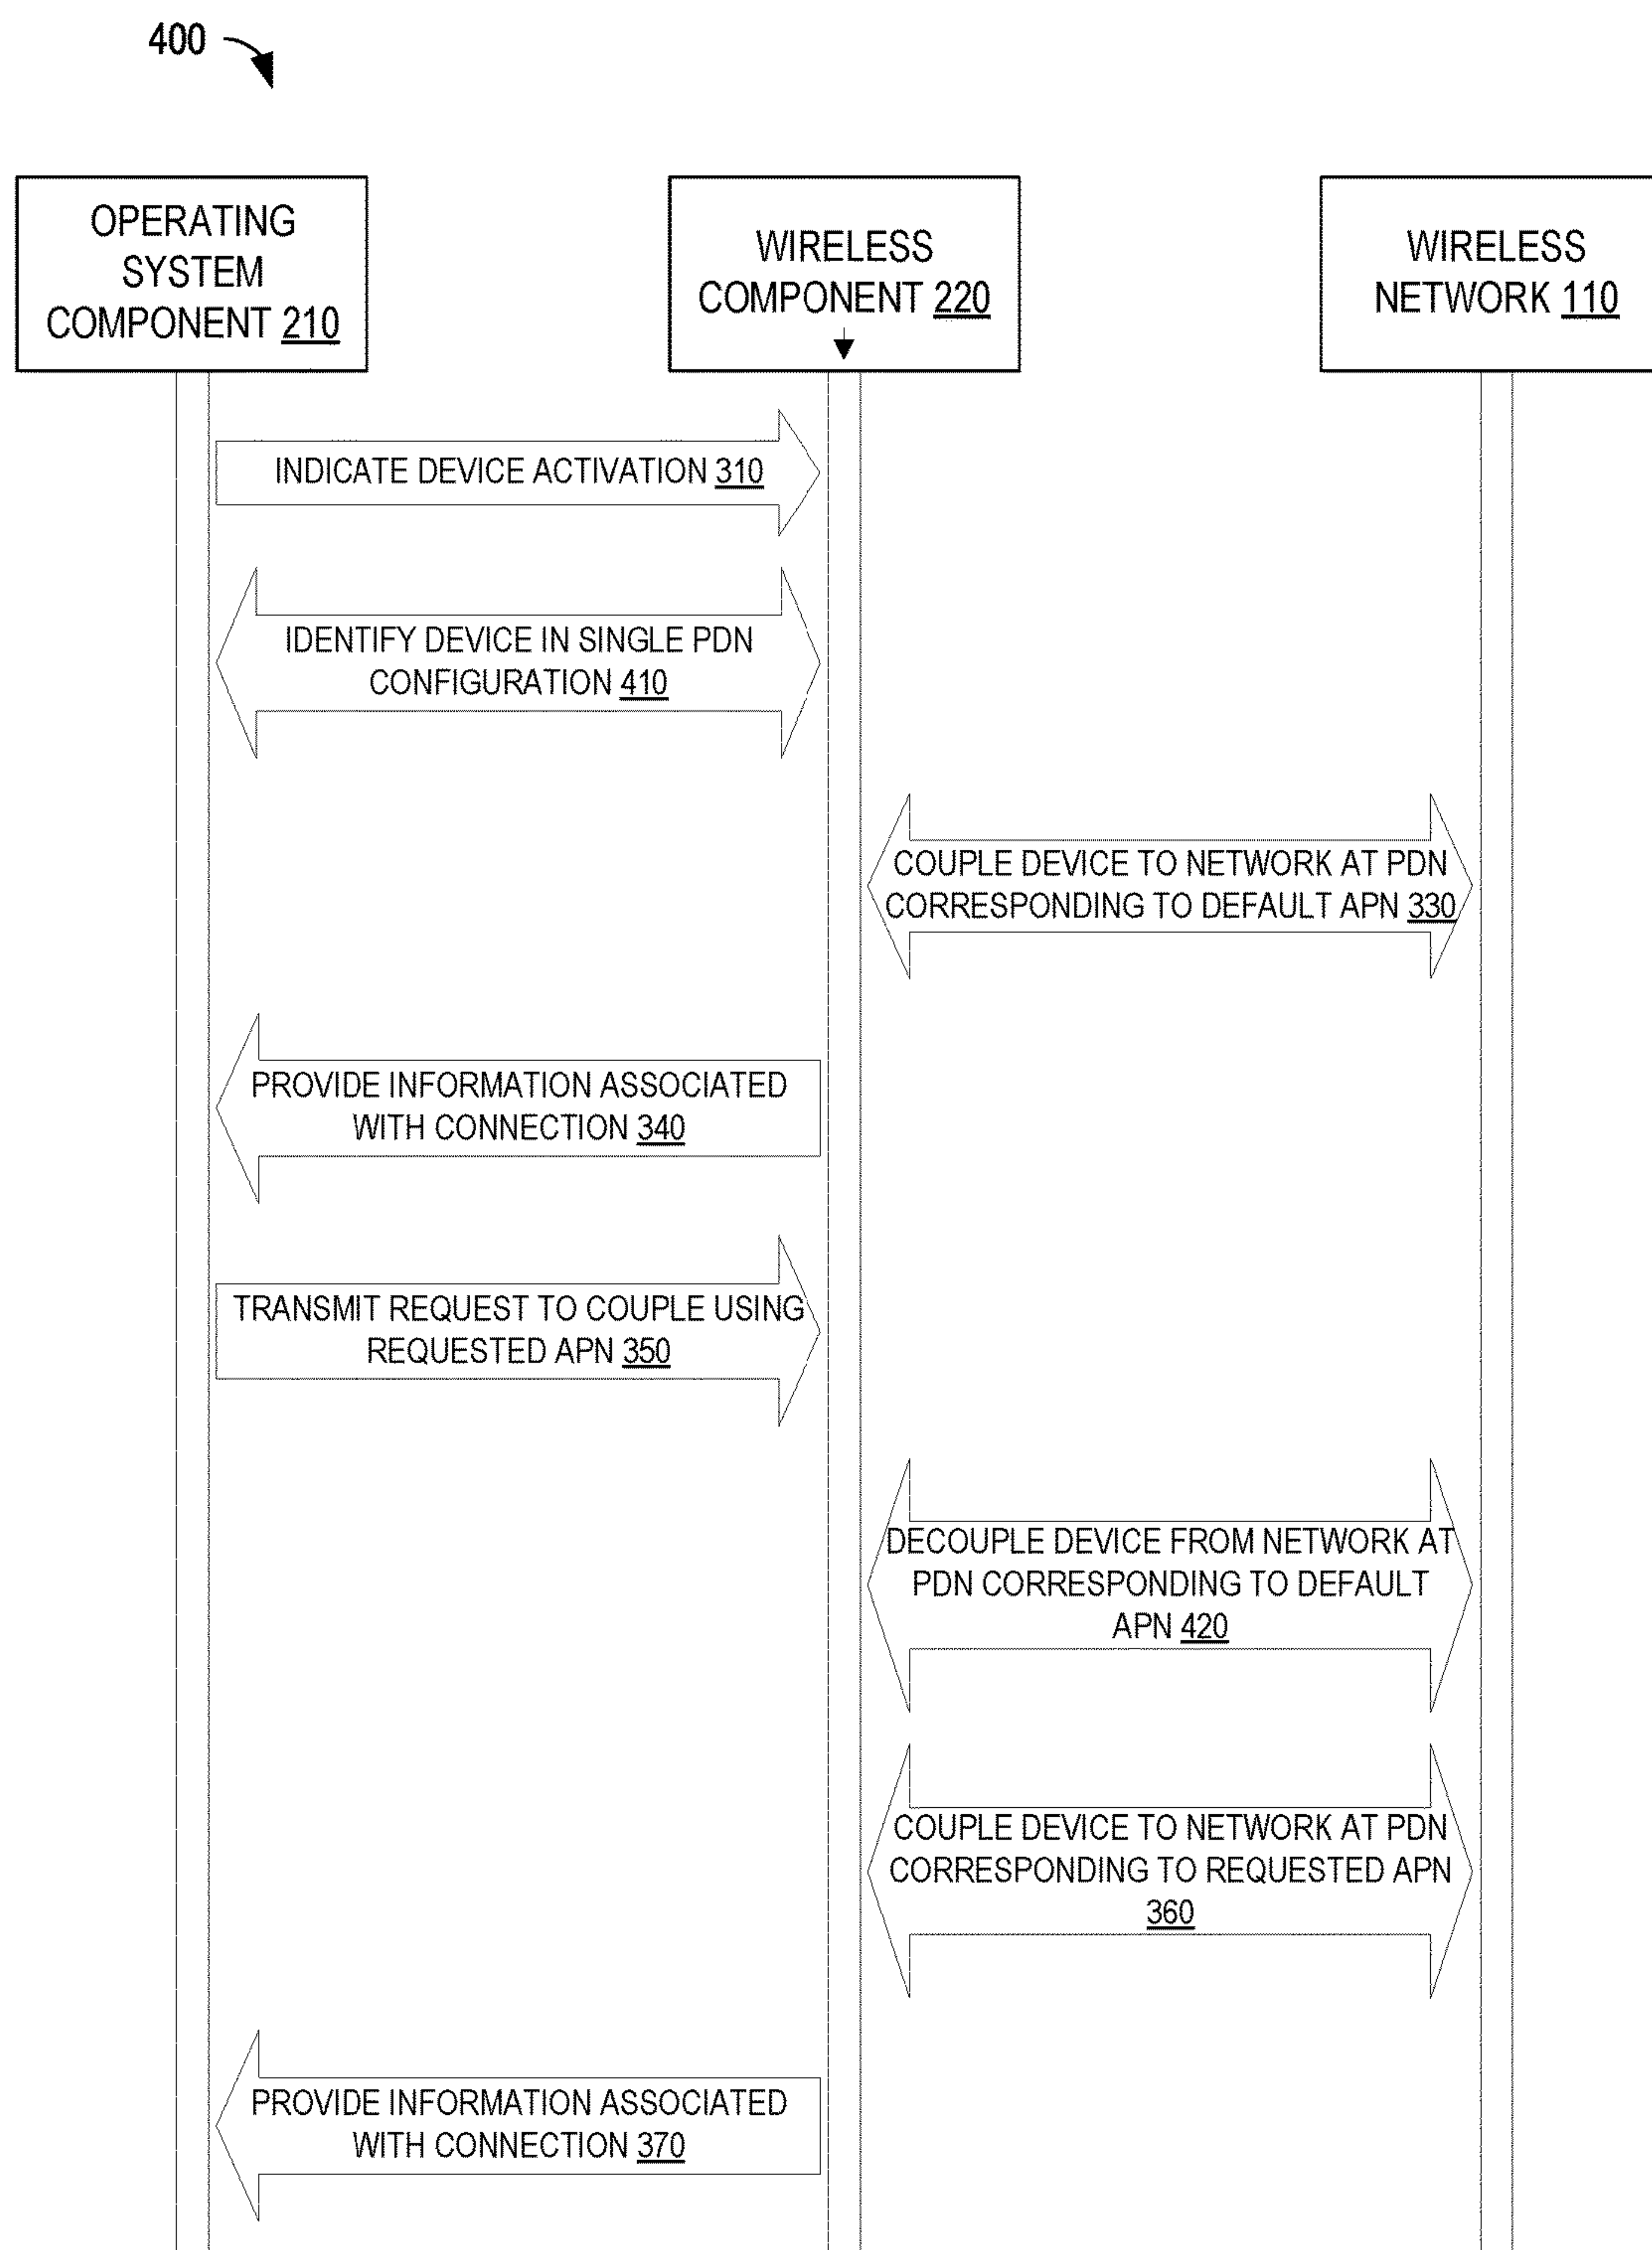 400
OPERATING
SYSTEM
COMPONENT 210
WIRELESS
COMPONENT 220
WIRELESS
NETWORK 110
INDICATE DEVICE ACTIVATION 310
IDENTIFY DEVICE IN SINGLE PDN
CONFIGURATION 410
COUPLE DEVICE TO NETWORK AT PDN
CORRESPONDING TO DEFAULT APN 330
PROVIDE INFORMATION ASSOCIATED
WITH CONNECTION 340
TRANSMIT REQUEST TO COUPLE USING
REQUESTED APN 350
DECOUPLE DEVICE FROM NETWORK AT
PDN CORRESPONDING TO DEFAULT
APN 420
COUPLE DEVICE TO NETWORK AT PDN
CORRESPONDING TO REQUESTED APN
360
PROVIDE INFORMATION ASSOCIATED
WITH CONNECTION 370